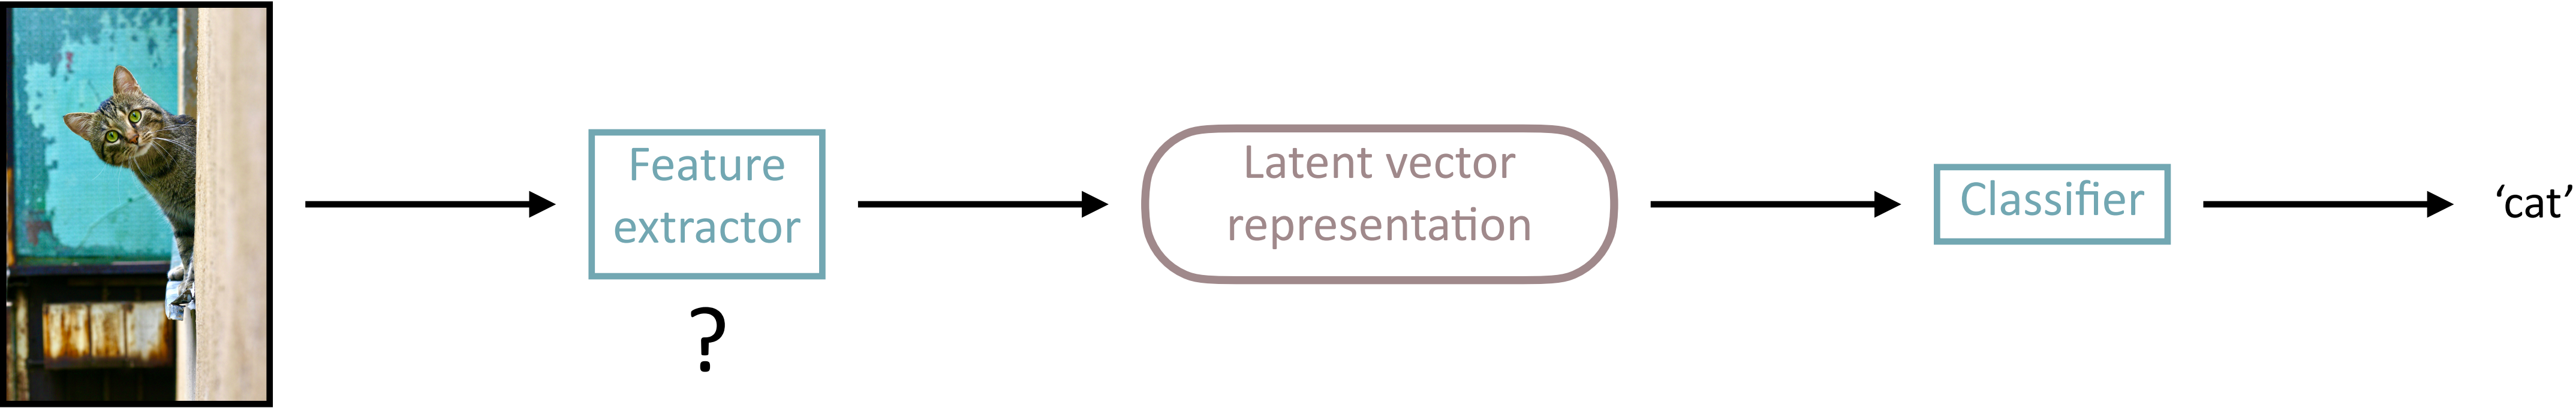 Feature
extractor
?
Latent vector
representation
Classifier
‘cat’